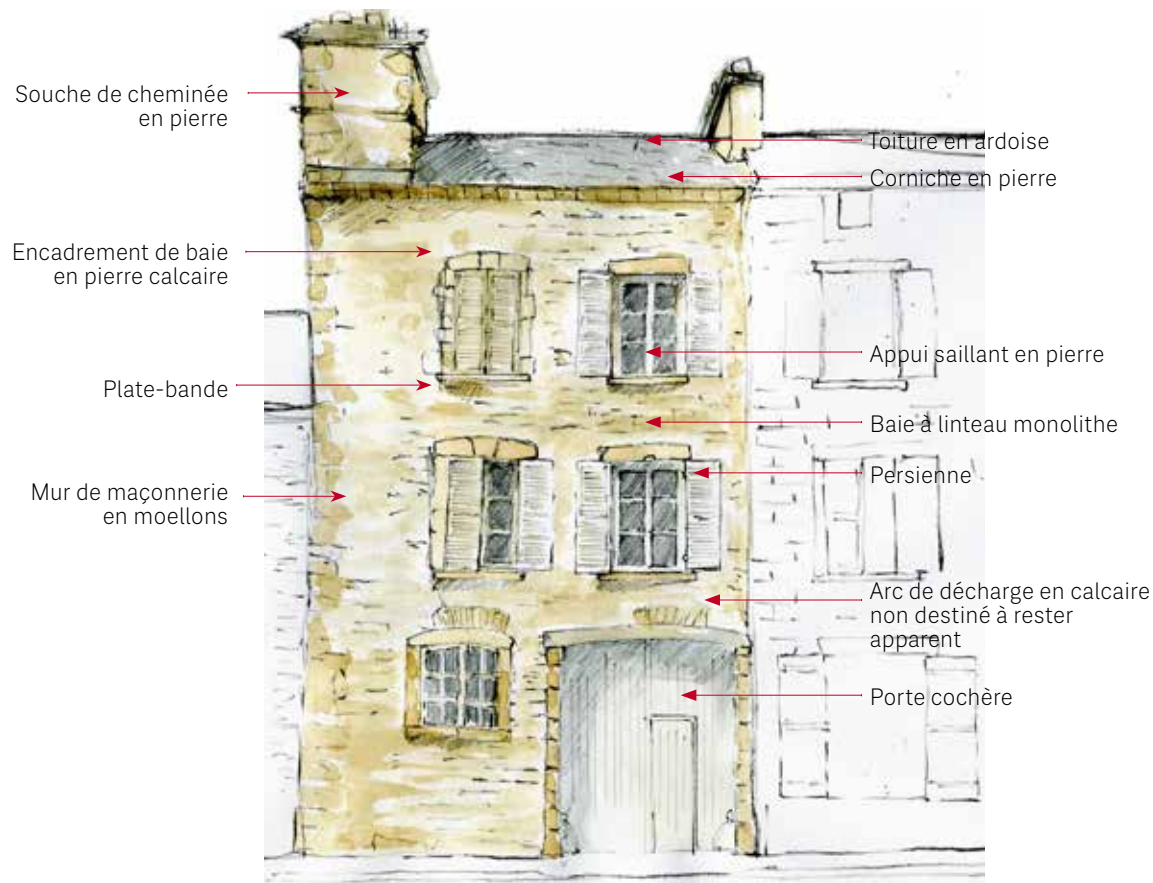 Souche de cheminée
en pierre
Encadrement de baie
en pierre calcaire
Plate-bande
Mur de maçonnerie
en moellons
Toiture en ardoise
Corniche en pierre
Appui saillant en pierre
Baie à linteau monolithe
Persienne
Arc de décharge en calcaire
non destiné à rester
apparent
Porte cochère